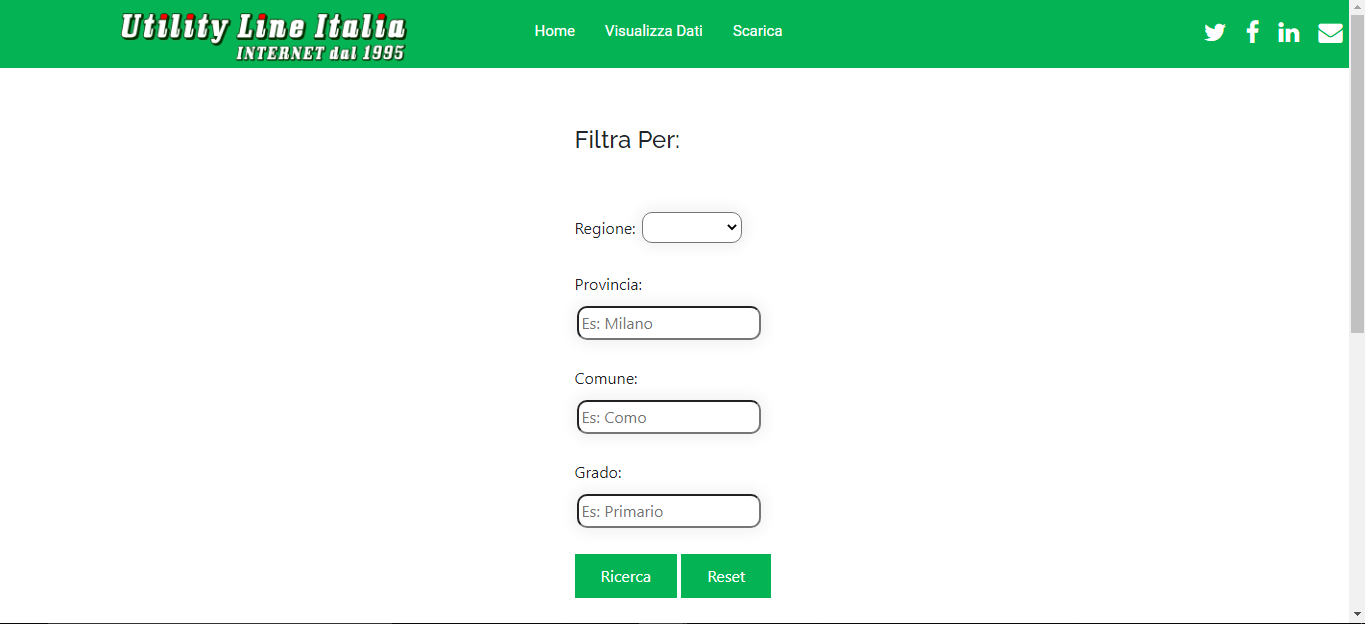 Utility Line Italia
INTERNET dal 1995
Home Visualizza Dati Scarica
Filtra Per:
Regione:
Provincia:
Es: Milano
Comune:
Es: Como
Grado:
Es: Primario
Ricerca Reset